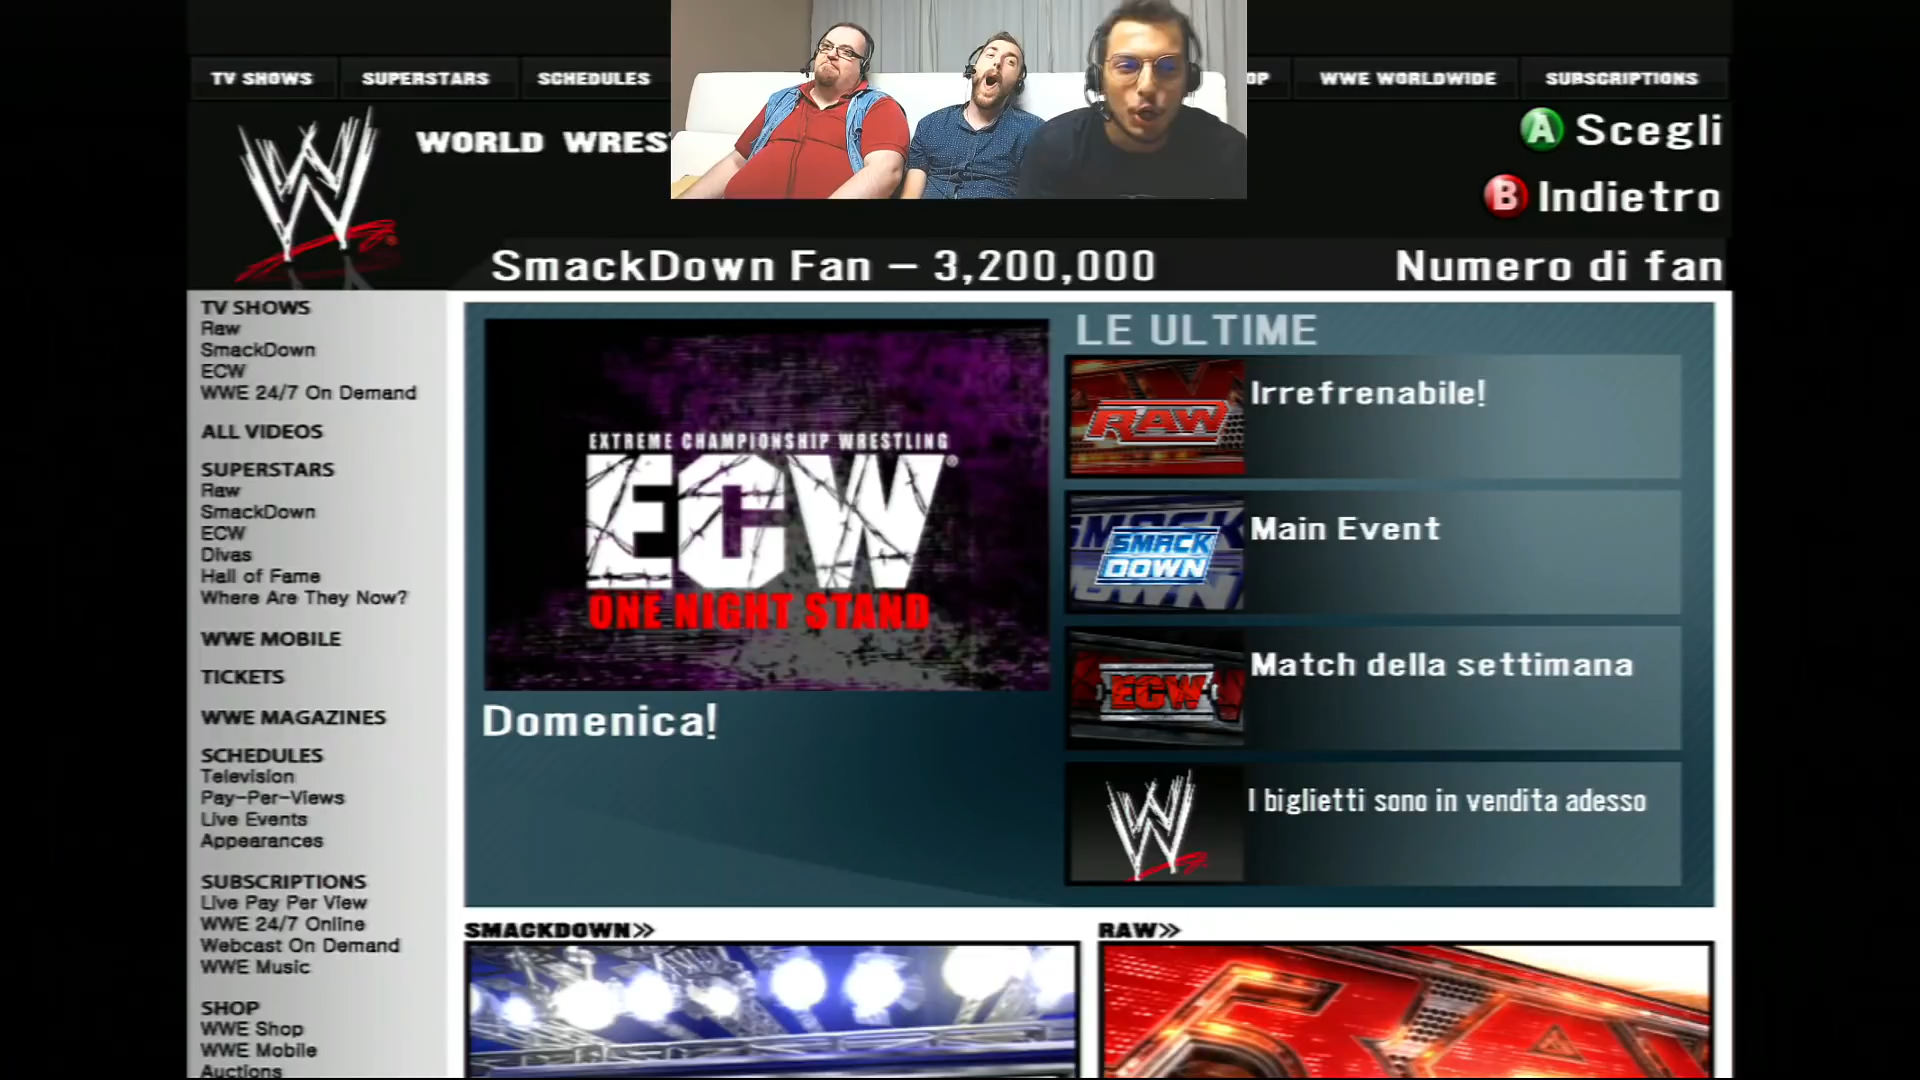 TV SHOWS
SUPERSTARS
SCHEDULES
OP
WWE WORLDWIDE
SUBSCRIPTIONS
WORLD WRES
A Scegli
B Indietro
SmackDown Fan – 3,200,000
Numero di fan
TV SHOWS
Raw
SmackDown
ECW
WWE 24/7 On Demand
ALL VIDEOS
SUPERSTARS
Raw
SmackDown
ECW
Divas
Hall of Fame
Where Are They Now?
WWE MOBILE
TICKETS
WWE MAGAZINES
SCHEDULES
Television
Pay-Per-Views
Live Events
Appearances
SUBSCRIPTIONS
Live Pay Per View
WWE 24/7 Online
Webcast On Demand
WWE Music
SHOP
WWE Shop
WWE Mobile
Auctions
EXTREME CHAMPIONSHIP WRESTLING
ECW®
ONE NIGHT STAND
Domenica!
LE ULTIME
RAW
Irrefrenabile!
SMACK
DOWN
Main Event
ECW
Match della settimana
W
I biglietti sono in vendita adesso
SMACKDOWN>>
RAW>>